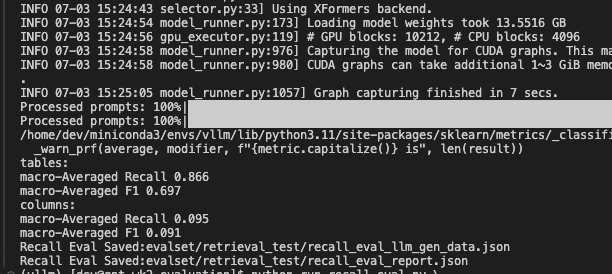 INFO 07-03 15:24:43 selector.py:33] Using XFormers backend.
INFO 07-03 15:24:54 model_runner.py:173] Loading model weights took 13.5516 GB
INFO 07-03 15:24:56 gpu_executor.py:119] # GPU blocks: 10212, # CPU blocks: 4096
INFO 07-03 15:24:58 model_runner.py:976] Capturing the model for CUDA graphs. This ma
INFO 07-03 15:24:58 model_runner.py:980] CUDA graphs can take additional 1~3 GiB memo
.
INFO 07-03 15:25:05 model_runner.py:1057] Graph capturing finished in 7 secs.
Processed prompts: 100%|
Processed prompts: 100%|
/home/dev/miniconda3/envs/vllm/lib/python3.11/site-packages/sklearn/metrics/_classifi
_warn_prf(average, modifier, f"{metric.capitalize()} is", len(result))
tables:
macro-Averaged Recall 0.866
macro-Averaged F1 0.697
columns:
macro-Averaged Recall 0.095
macro-Averaged F1 0.091
Recall Eval Saved:evalset/retrieval_test/recall_eval_llm_gen_data.json
Recall Eval Saved:evalset/retrieval_test/recall_eval_report.json